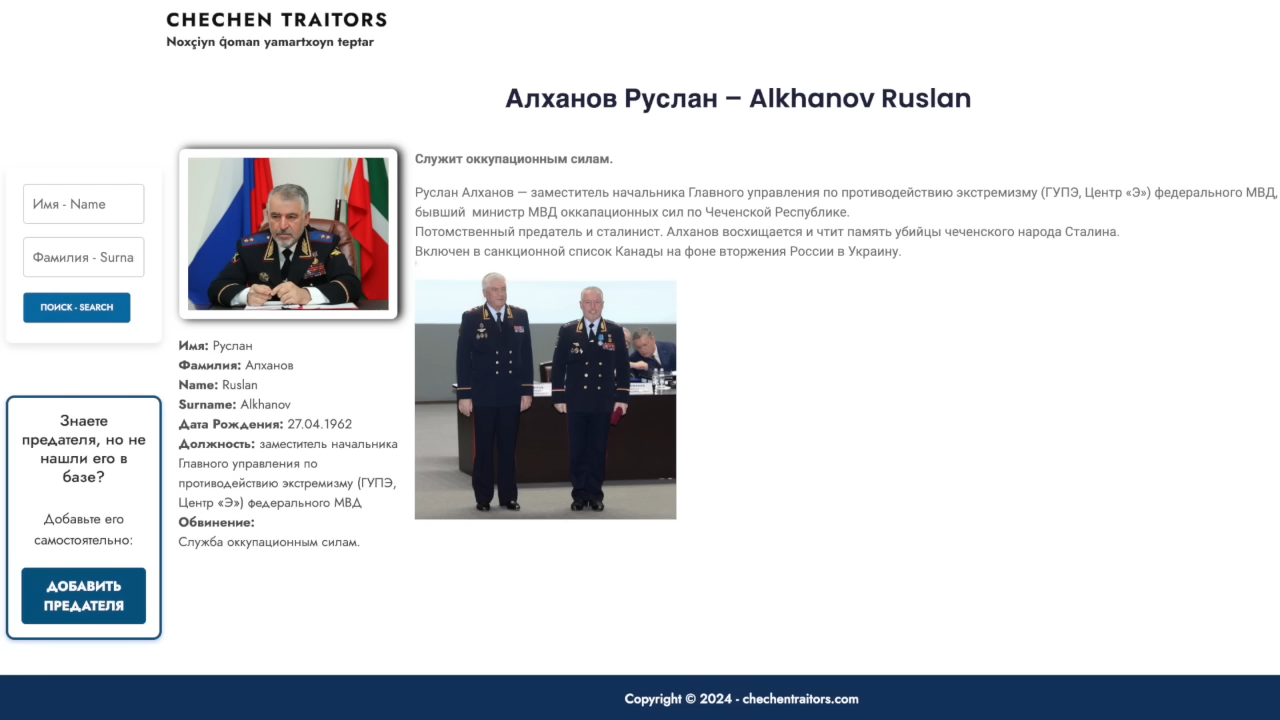 CHECHEN TRAITORS
Noxçiyn q̇oman yamartxoyn teptar
Алханов Руслан – Alkhanov Ruslan
Имя - Name
Фамилия - Surna
ПОИСК - SEARCH
Знаете
предателя, но не
нашли его в
базе?
Добавьте его
самостоятельно:
ДОБАВИТЬ
ПРЕДАТЕЛЯ
Имя: Руслан
Фамилия: Алханов
Name: Ruslan
Surname: Alkhanov
Дата Рождения: 27.04.1962
Должность: заместитель начальника
Главного управления по
противодействию экстремизму (ГУПЭ,
Центр «Э») федерального МВД
Обвинение:
Служба оккупационным силам.
Служит оккупационным силам.
Руслан Алханов — заместитель начальника Главного управления по противодействию экстремизму (ГУПЭ, Центр «Э») федерального МВД,
бывший министр МВД оккапационных сил по Чеченской Республике.
Потомственный предатель и сталинист. Алханов восхищается и чтит память убийцы чеченского народа Сталина.
Включен в санкционной список Канады на фоне вторжения России в Украину.
Copyright © 2024 - chechentraitors.com